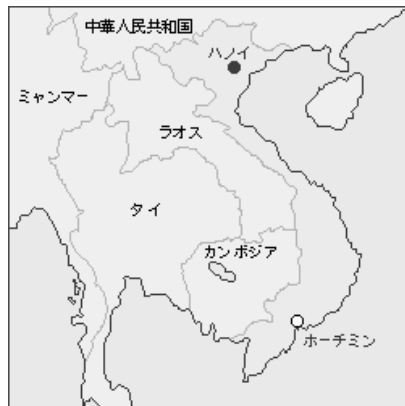 中華人民共和国
ハノイ
ミャンマー
ラオス
タイ
カンボジア
ホーチミン